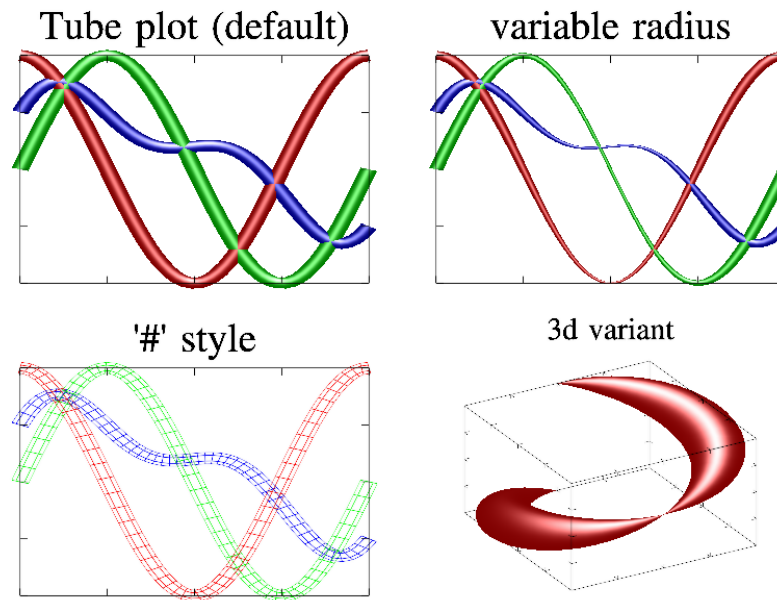 Tube plot (default)
variable radius
'#' style
3d variant